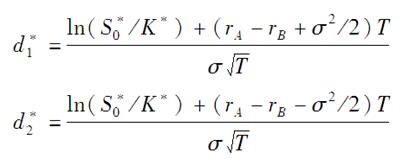 d₁* = (ln(S₀*/K*) + (r_A − r_B + σ²/2)T) / (σ√T)
d₂* = (ln(S₀*/K*) + (r_A − r_B − σ²/2)T) / (σ√T)